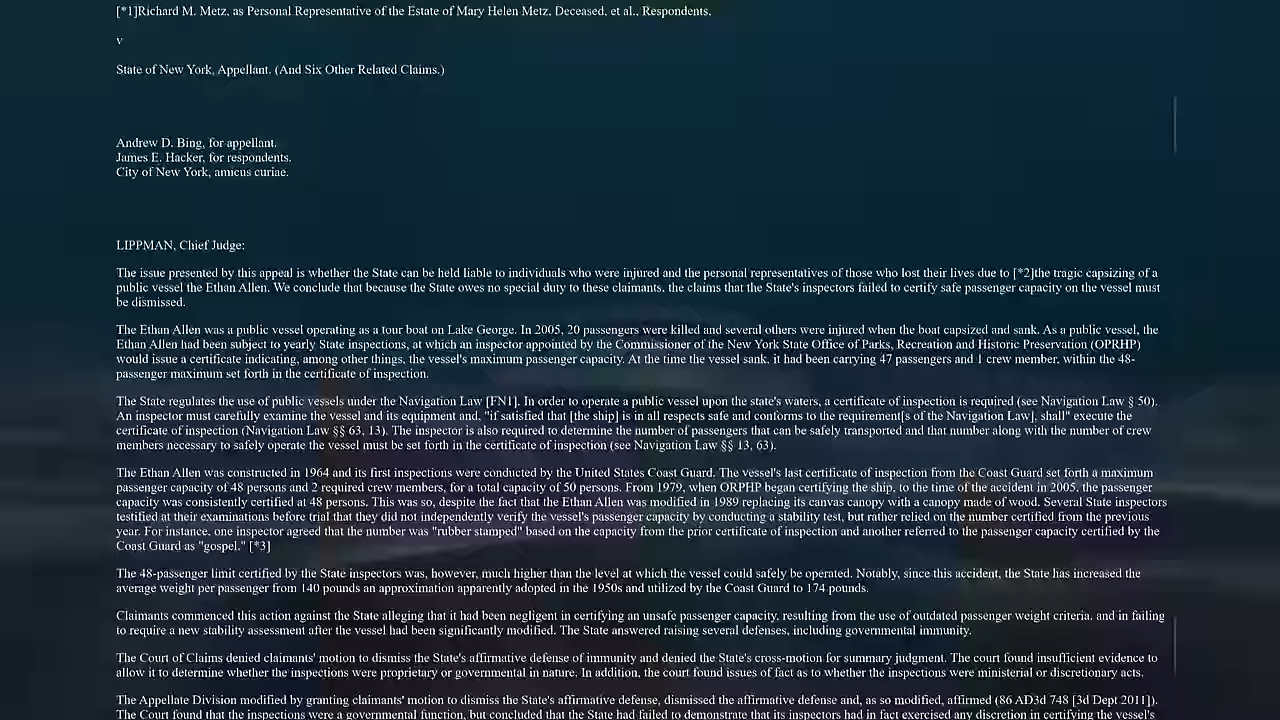 [*1]Richard M. Metz, as Personal Representative of the Estate of Mary Helen Metz, Deceased, et al., Respondents,
v
State of New York, Appellant. (And Six Other Related Claims.)
Andrew D. Bing, for appellant.
James E. Hacker, for respondents.
City of New York, amicus curiae.
LIPPMAN, Chief Judge:
The issue presented by this appeal is whether the State can be held liable to individuals who were injured and the personal representatives of those who lost their lives due to [*2]the tragic capsizing of a
public vessel the Ethan Allen. We conclude that because the State owes no special duty to these claimants, the claims that the State's inspectors failed to certify safe passenger capacity on the vessel must
be dismissed.
The Ethan Allen was a public vessel operating as a tour boat on Lake George. In 2005, 20 passengers were killed and several others were injured when the boat capsized and sank. As a public vessel, the
Ethan Allen had been subject to yearly State inspections, at which an inspector appointed by the Commissioner of the New York State Office of Parks, Recreation and Historic Preservation (OPRHP)
would issue a certificate indicating, among other things, the vessel's maximum passenger capacity. At the time the vessel sank, it had been carrying 47 passengers and 1 crew member, within the 48-
passenger maximum set forth in the certificate of inspection.
The State regulates the use of public vessels under the Navigation Law [FN1]. In order to operate a public vessel upon the state's waters, a certificate of inspection is required (see Navigation Law § 50).
An inspector must carefully examine the vessel and its equipment and, "if satisfied that [the ship] is in all respects safe and conforms to the requirement[s of the Navigation Law], shall" execute the
certificate of inspection (Navigation Law §§ 63, 13). The inspector is also required to determine the number of passengers that can be safely transported and that number along with the number of crew
members necessary to safely operate the vessel must be set forth in the certificate of inspection (see Navigation Law §§ 13, 63).
The Ethan Allen was constructed in 1964 and its first inspections were conducted by the United States Coast Guard. The vessel's last certificate of inspection from the Coast Guard set forth a maximum
passenger capacity of 48 persons and 2 required crew members, for a total capacity of 50 persons. From 1979, when ORPHP began certifying the ship, to the time of the accident in 2005, the passenger
capacity was consistently certified at 48 persons. This was so, despite the fact that the Ethan Allen was modified in 1989 replacing its canvas canopy with a canopy made of wood. Several State inspectors
testified at their examinations before trial that they did not independently verify the vessel's passenger capacity by conducting a stability test, but rather relied on the number certified from the previous
year. For instance, one inspector agreed that the number was "rubber stamped" based on the capacity from the prior certificate of inspection and another referred to the passenger capacity certified by the
Coast Guard as "gospel." [*3]
The 48-passenger limit certified by the State inspectors was, however, much higher than the level at which the vessel could safely be operated. Notably, since this accident, the State has increased the
average weight per passenger from 140 pounds an approximation apparently adopted in the 1950s and utilized by the Coast Guard to 174 pounds.
Claimants commenced this action against the State alleging that it had been negligent in certifying an unsafe passenger capacity, resulting from the use of outdated passenger weight criteria, and in failing
to require a new stability assessment after the vessel had been significantly modified. The State answered raising several defenses, including governmental immunity.
The Court of Claims denied claimants' motion to dismiss the State's affirmative defense of immunity and denied the State's cross-motion for summary judgment. The court found insufficient evidence to
allow it to determine whether the inspections were proprietary or governmental in nature. In addition, the court found issues of fact as to whether the inspections were ministerial or discretionary acts.
The Appellate Division modified by granting claimants' motion to dismiss the State's affirmative defense, dismissed the affirmative defense and, as so modified, affirmed (86 AD3d 748 [3d Dept 2011]).
The Court found that the inspections were a governmental function, but concluded that the State had failed to demonstrate that its inspectors had in fact exercised any discretion in certifying the vessel's